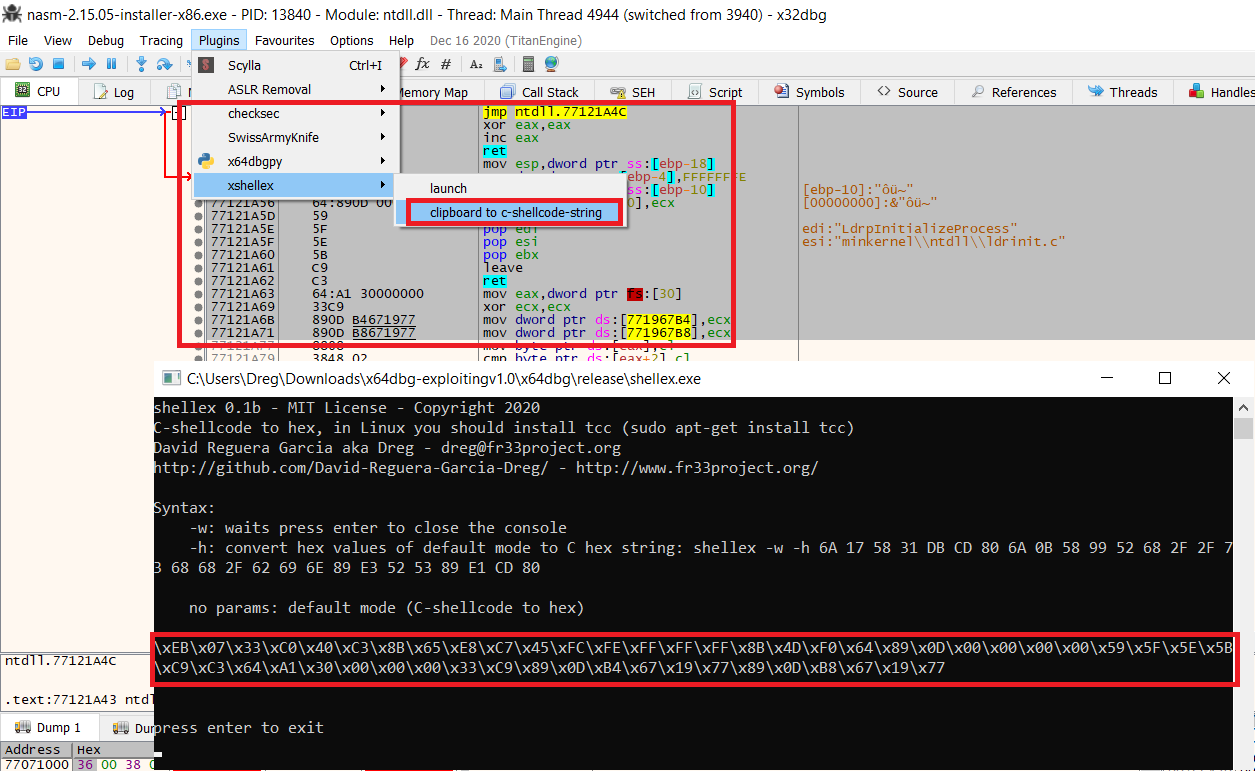 nasm-2.15.05-installer-x86.exe - PID: 13840 - Module: ntdll.dll - Thread: Main Thread 4944 (switched from 3940) - x32dbg
File View Debug Tracing Plugins Favourites Options Help Dec 16 2020 (TitanEngine)
CPU Log Memory Map Call Stack SEH Script Symbols Source References Threads Handles
Scylla Ctrl+I
ASLR Removal
checksec
SwissArmyKnife
x64dbgpy
xshellex
launch
clipboard to c-shellcode-string
EIP
jmp ntdll.77121A4C
xor eax,eax
inc eax
ret
mov esp,dword ptr ss:[ebp-18]
[ebp-4],FFFFFFFE
ss:[ebp-10] [ebp-10]:"ôü~"
77121A56 64:890D 00 0],ecx [00000000]:&"ôü~"
77121A5D 59
77121A5E 5F pop edi edi:"LdrpInitializeProcess"
77121A5F 5E pop esi esi:"minkernel\\ntdll\\ldrinit.c"
77121A60 5B pop ebx
77121A61 C9 leave
77121A62 C3 ret
77121A63 64:A1 30000000 mov eax,dword ptr fs:[30]
77121A69 33C9 xor ecx,ecx
77121A6B 890D B4671977 mov dword ptr ds:[771967B4],ecx
77121A71 890D B8671977 mov dword ptr ds:[771967B8],ecx
77121A77 8808 mov byte ptr ds:[eax],cl
77121A79 3848 02 cmp byte ptr ds:[eax+2],cl
C:\Users\Dreg\Downloads\x64dbg-exploitingv1.0\x64dbg\release\shellex.exe
shellex 0.1b - MIT License - Copyright 2020
C-shellcode to hex, in Linux you should install tcc (sudo apt-get install tcc)
David Reguera Garcia aka Dreg - dreg@fr33project.org
http://github.com/David-Reguera-Garcia-Dreg/ - http://www.fr33project.org/
Syntax:
-w: waits press enter to close the console
-h: convert hex values of default mode to C hex string: shellex -w -h 6A 17 58 31 DB CD 80 6A 0B 58 99 52 68 2F 2F 7
3 68 68 2F 62 69 6E 89 E3 52 53 89 E1 CD 80
no params: default mode (C-shellcode to hex)
\xEB\x07\x33\xC0\x40\xC3\x8B\x65\xE8\xC7\x45\xFC\xFE\xFF\xFF\xFF\x8B\x4D\xF0\x64\x89\x0D\x00\x00\x00\x00\x59\x5F\x5E\x5B
\xC9\xC3\x64\xA1\x30\x00\x00\x00\x33\xC9\x89\x0D\xB4\x67\x19\x77\x89\x0D\xB8\x67\x19\x77
press enter to exit
ntdll.77121A4C
.text:77121A43 ntdl
Dump 1 Dum
Address Hex
77071000 36 00 38